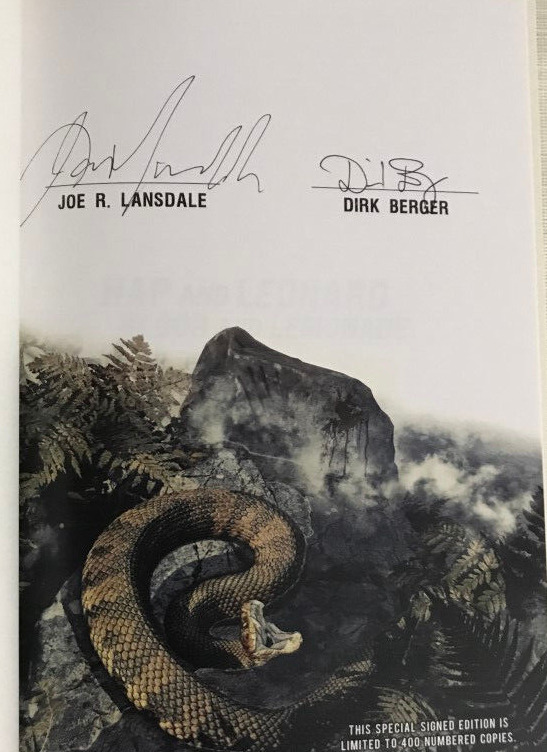 JOE R. LANSDALE
DIRK BERGER
HAP AND LEONARD
THIS SPECIAL SIGNED EDITION IS
LIMITED TO 400 NUMBERED COPIES.